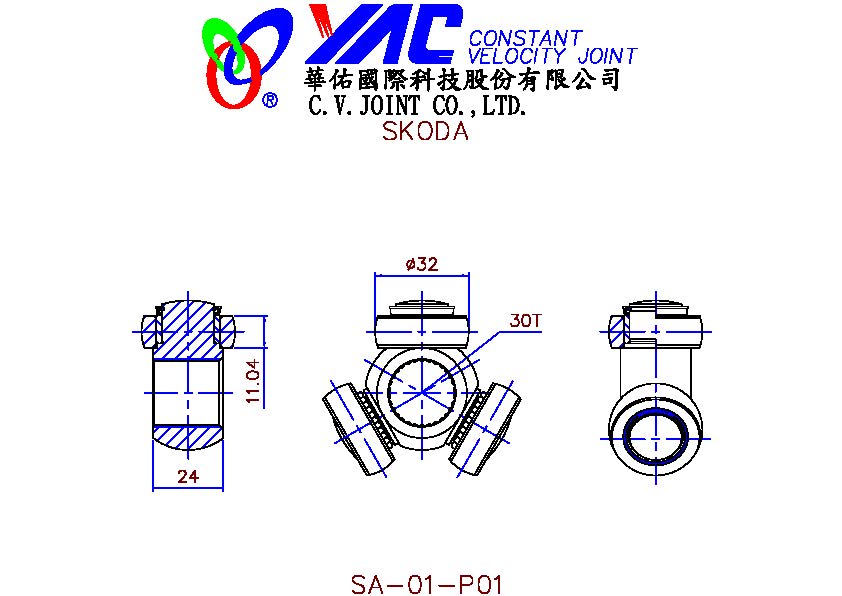 YAC CONSTANT
VELOCITY JOINT
®
華佑國際科技股份有限公司
C.V.JOINT CO.,LTD.
SKODA
ø32
30T
11.04
24
SA-01-P01